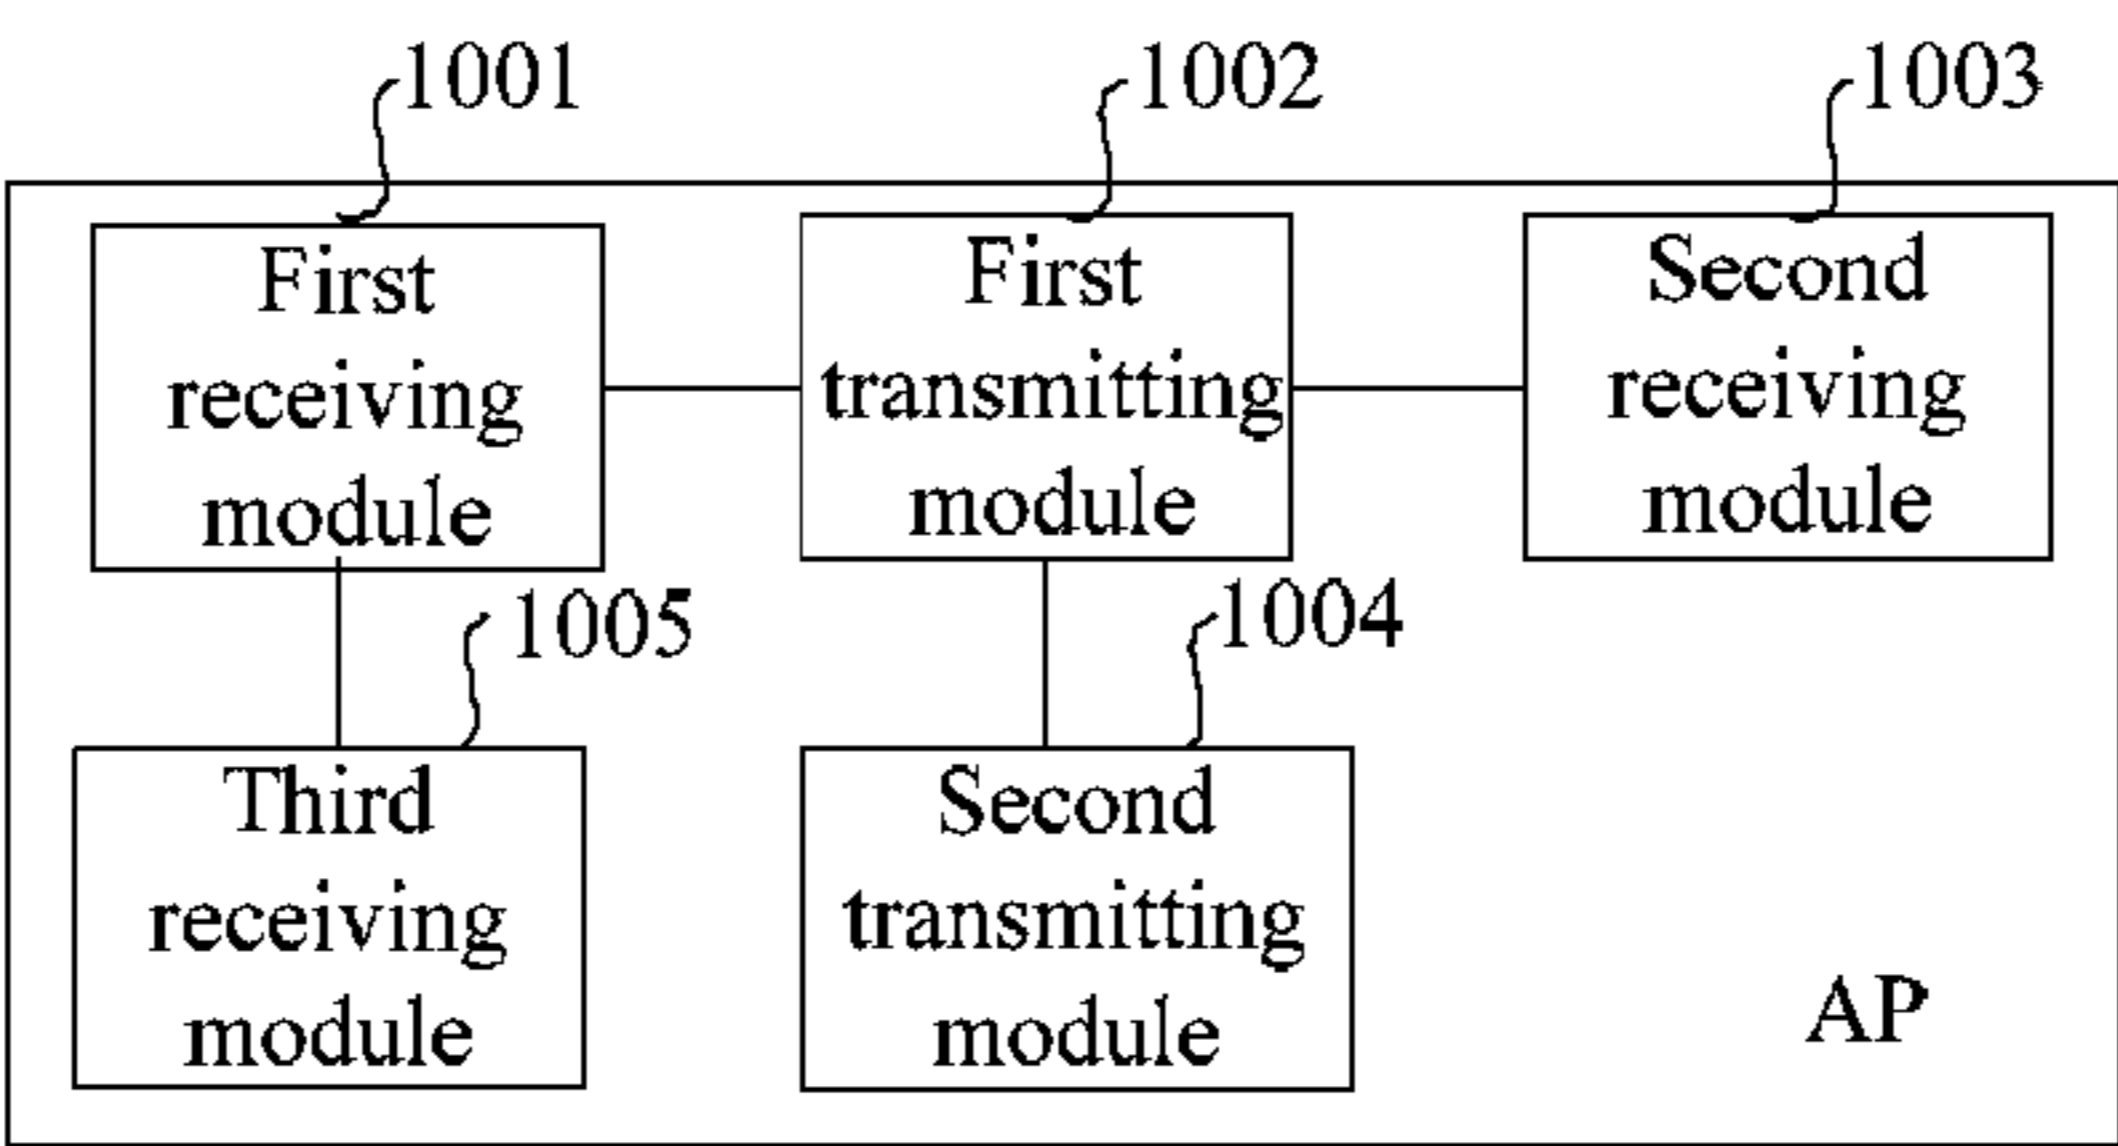 1001
1002
1003
First
receiving
module
First
transmitting
module
Second
receiving
module
1005
1004
Third
receiving
module
Second
transmitting
module
AP